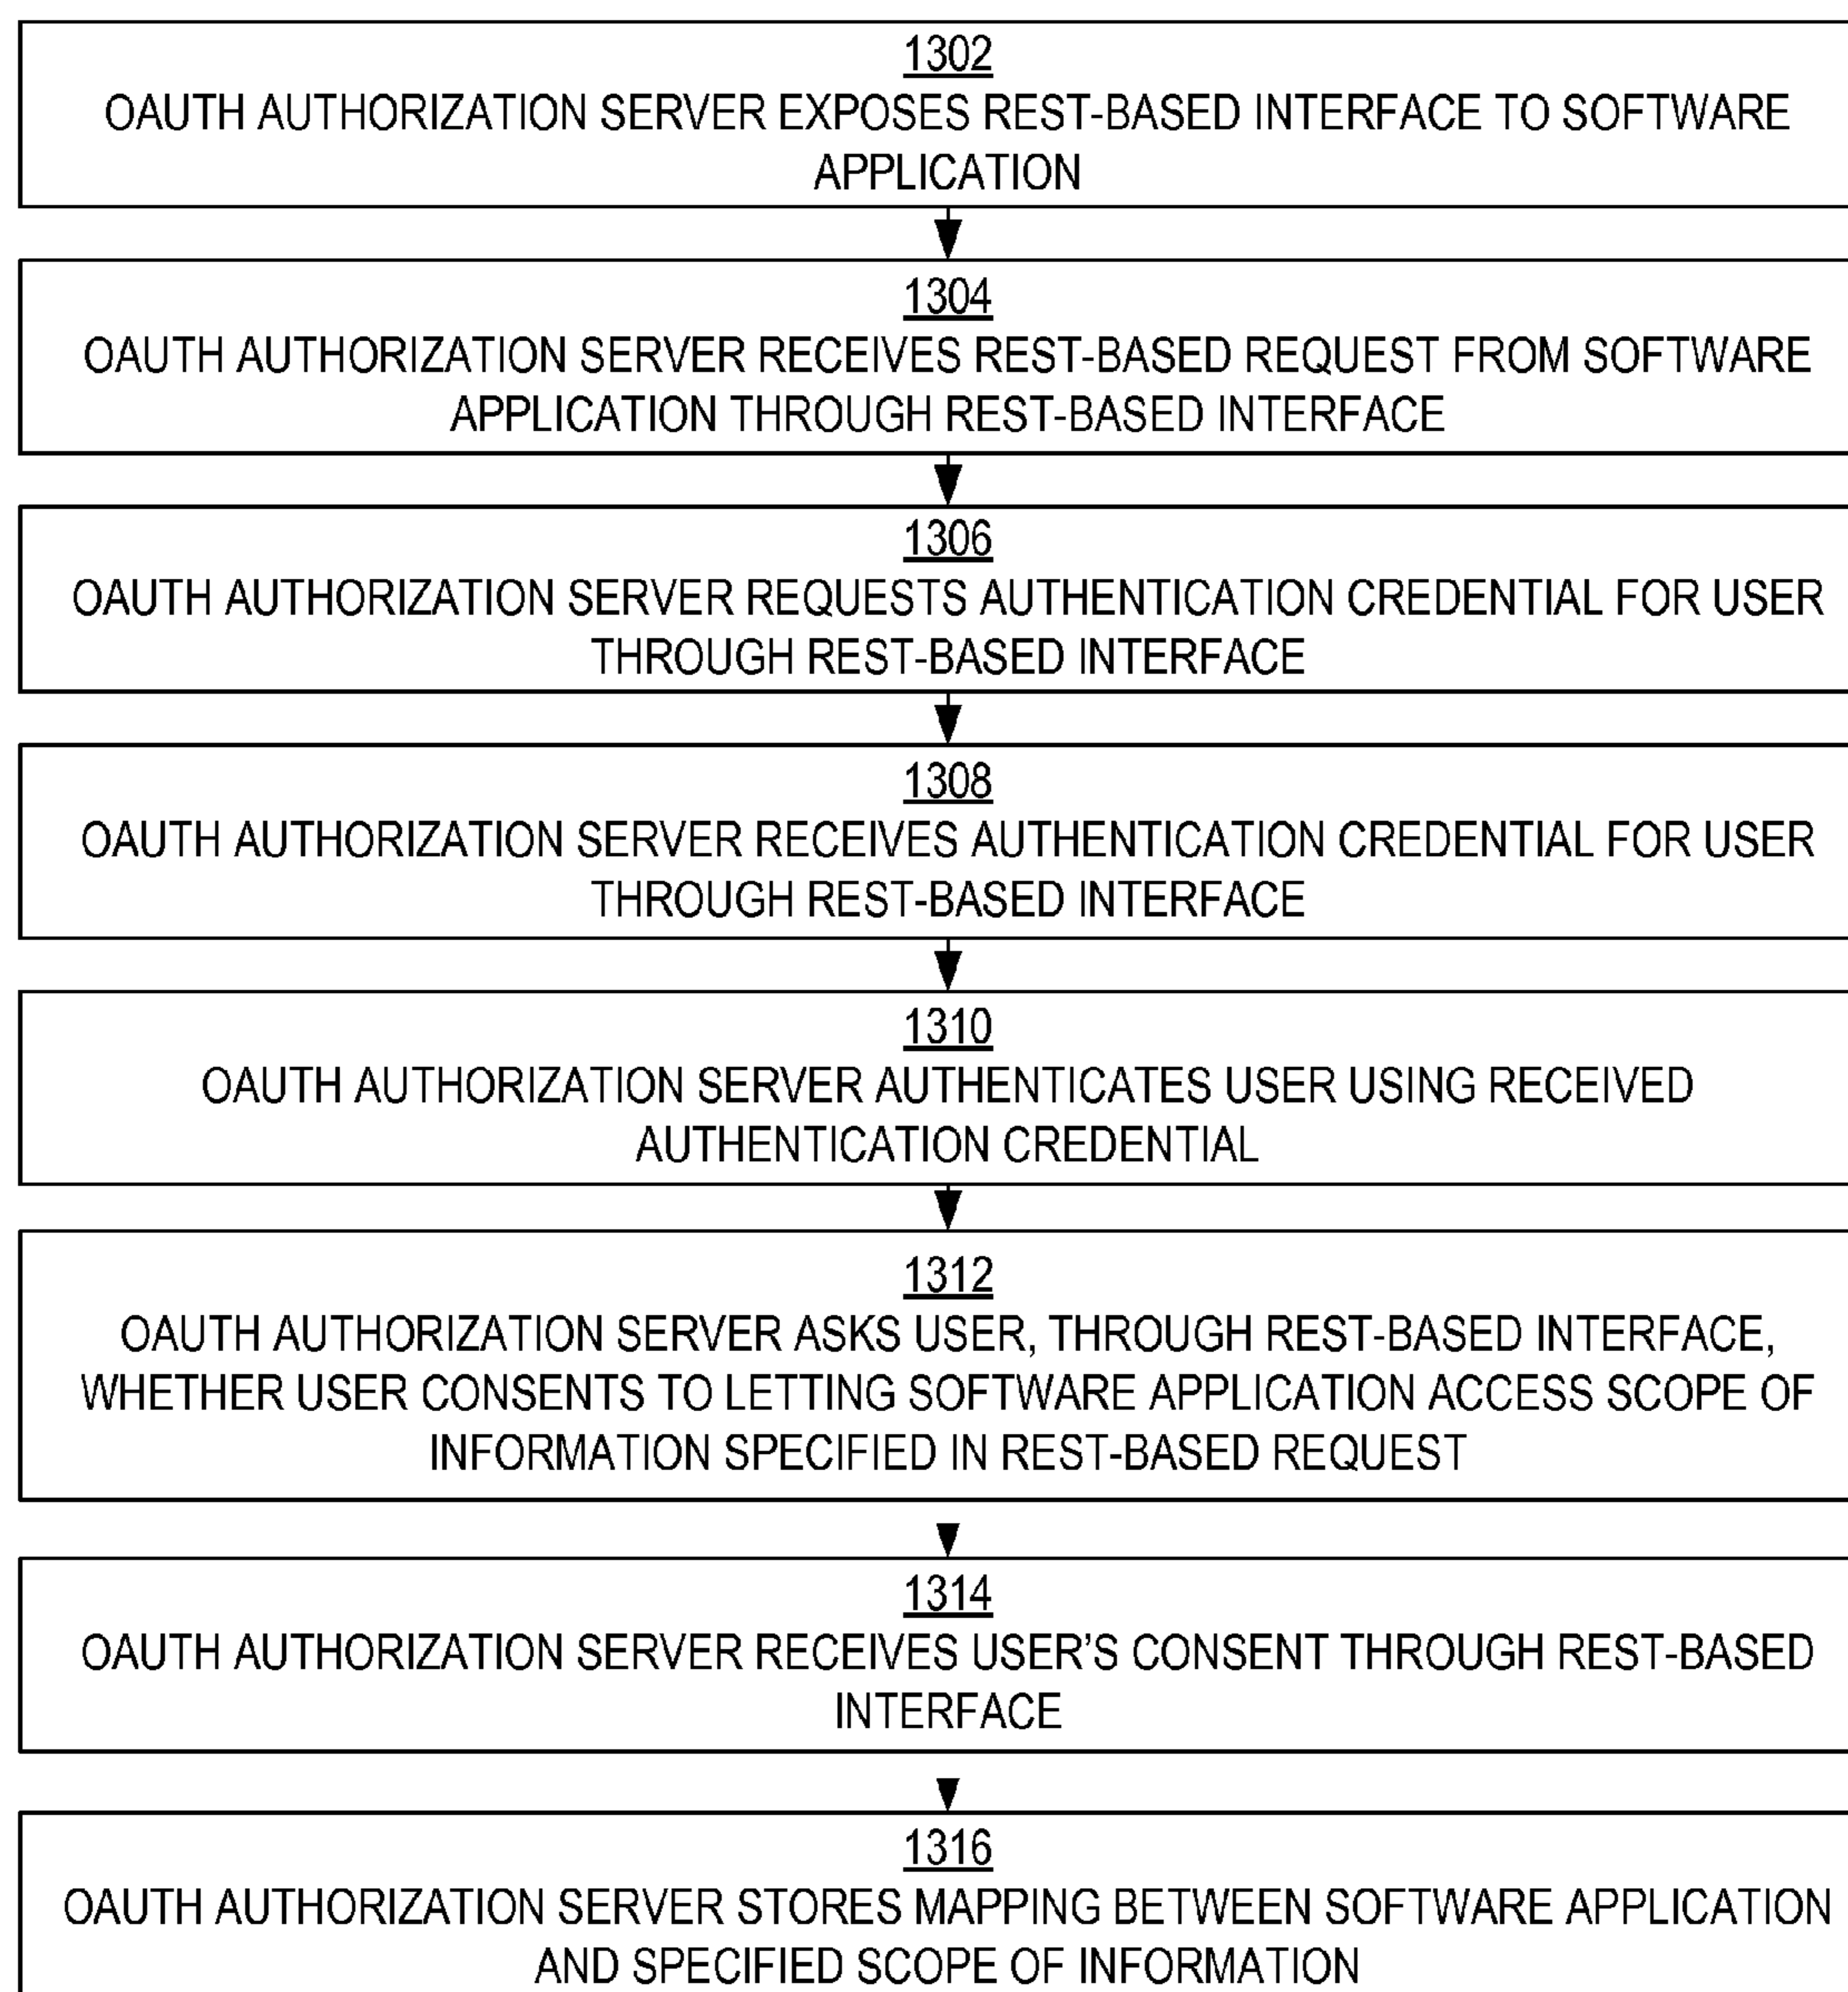 1302
OAUTH AUTHORIZATION SERVER EXPOSES REST-BASED INTERFACE TO SOFTWARE
APPLICATION
1304
OAUTH AUTHORIZATION SERVER RECEIVES REST-BASED REQUEST FROM SOFTWARE
APPLICATION THROUGH REST-BASED INTERFACE
1306
OAUTH AUTHORIZATION SERVER REQUESTS AUTHENTICATION CREDENTIAL FOR USER
THROUGH REST-BASED INTERFACE
1308
OAUTH AUTHORIZATION SERVER RECEIVES AUTHENTICATION CREDENTIAL FOR USER
THROUGH REST-BASED INTERFACE
1310
OAUTH AUTHORIZATION SERVER AUTHENTICATES USER USING RECEIVED
AUTHENTICATION CREDENTIAL
1312
OAUTH AUTHORIZATION SERVER ASKS USER, THROUGH REST-BASED INTERFACE,
WHETHER USER CONSENTS TO LETTING SOFTWARE APPLICATION ACCESS SCOPE OF
INFORMATION SPECIFIED IN REST-BASED REQUEST
1314
OAUTH AUTHORIZATION SERVER RECEIVES USER'S CONSENT THROUGH REST-BASED
INTERFACE
1316
OAUTH AUTHORIZATION SERVER STORES MAPPING BETWEEN SOFTWARE APPLICATION
AND SPECIFIED SCOPE OF INFORMATION